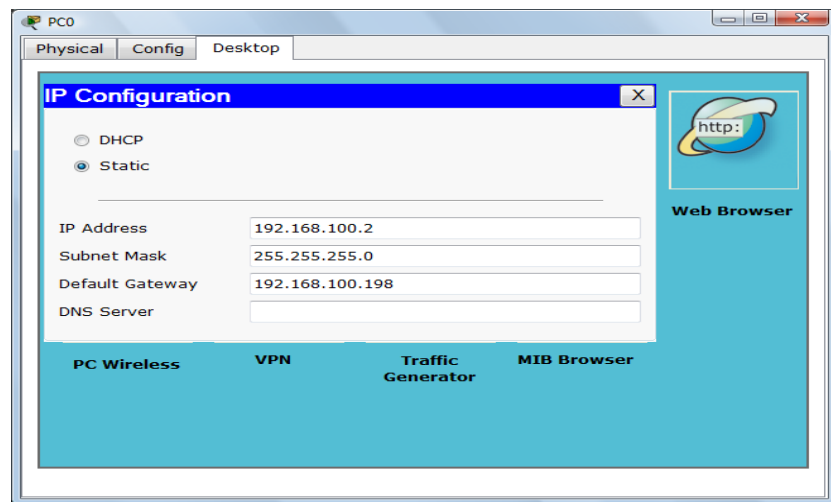 PC0
Physical Config Desktop
IP Configuration X
DHCP
Static
IP Address 192.168.100.2
Subnet Mask 255.255.255.0
Default Gateway 192.168.100.198
DNS Server
http:
Web Browser
PC Wireless VPN Traffic Generator MIB Browser